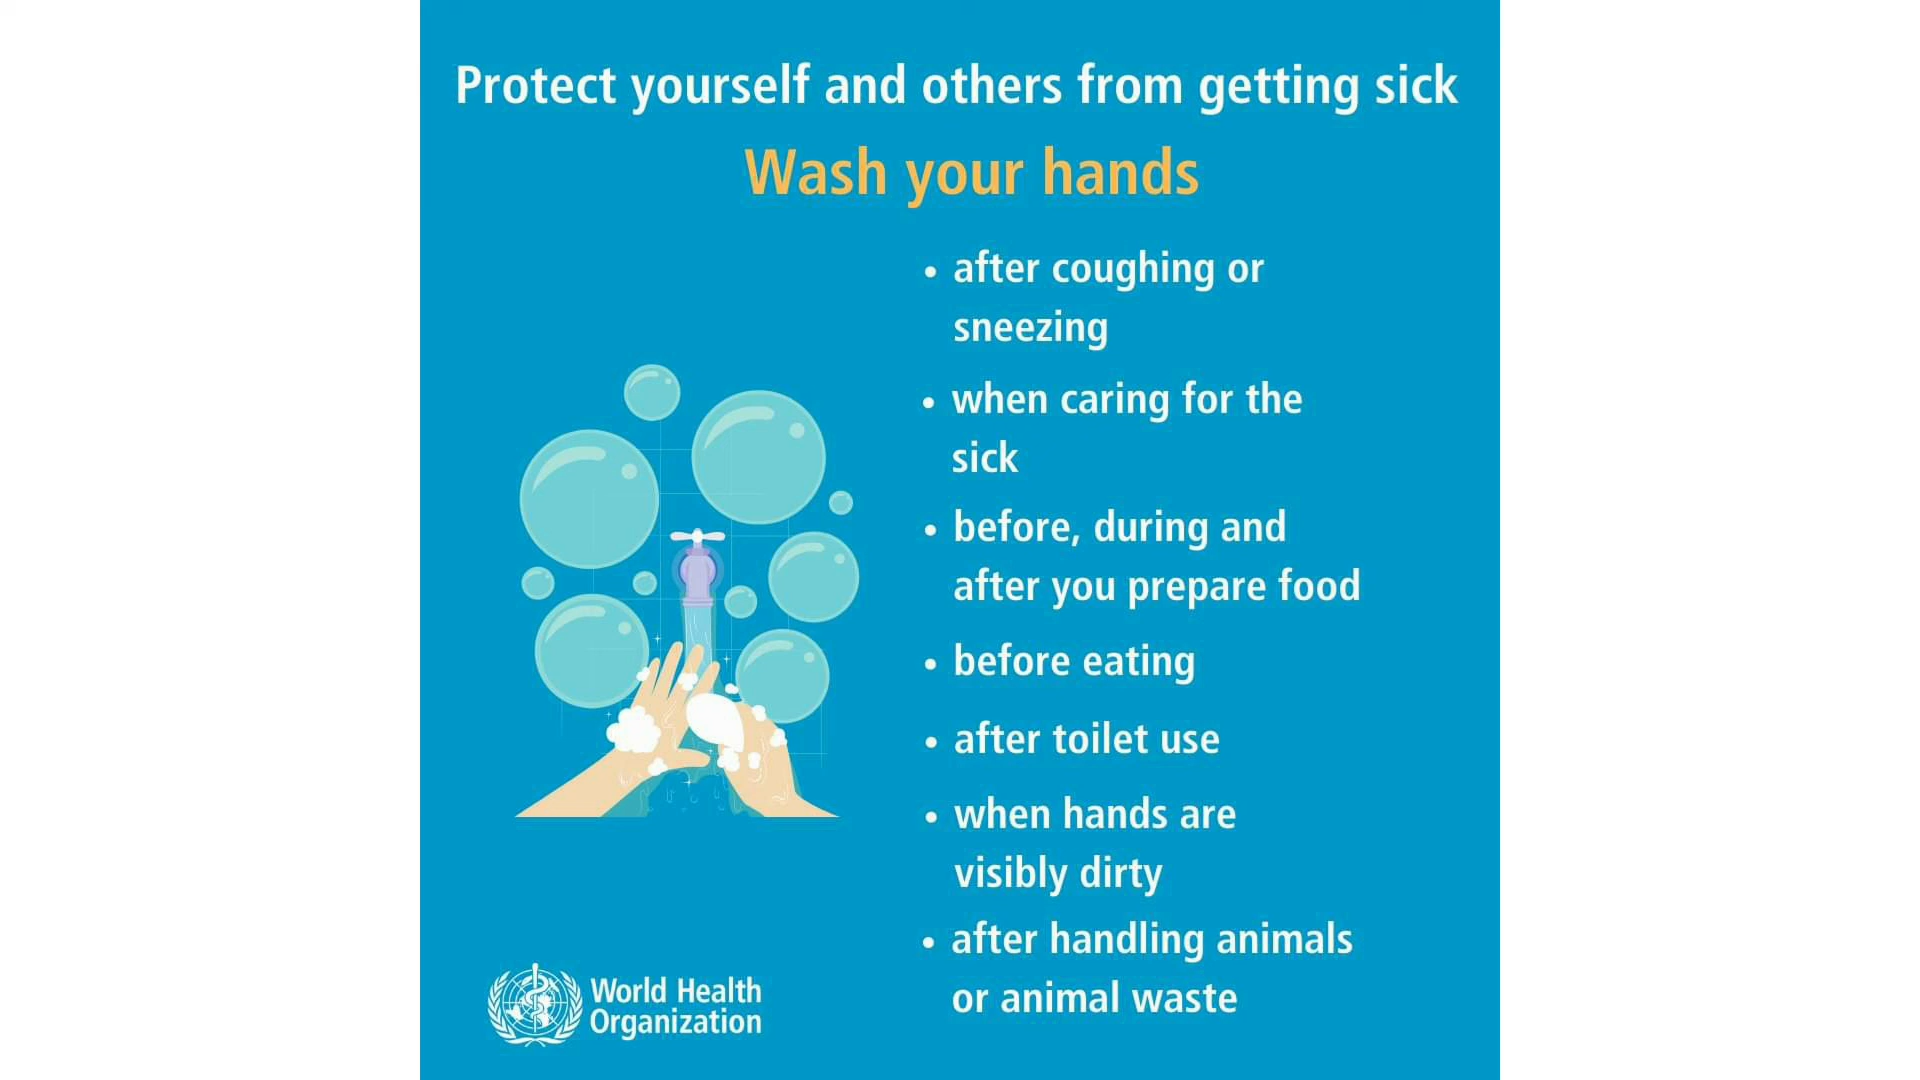 Protect yourself and others from getting sick
Wash your hands
• after coughing or
sneezing
• when caring for the
sick
• before, during and
after you prepare food
• before eating
• after toilet use
• when hands are
visibly dirty
• after handling animals
or animal waste
World Health
Organization